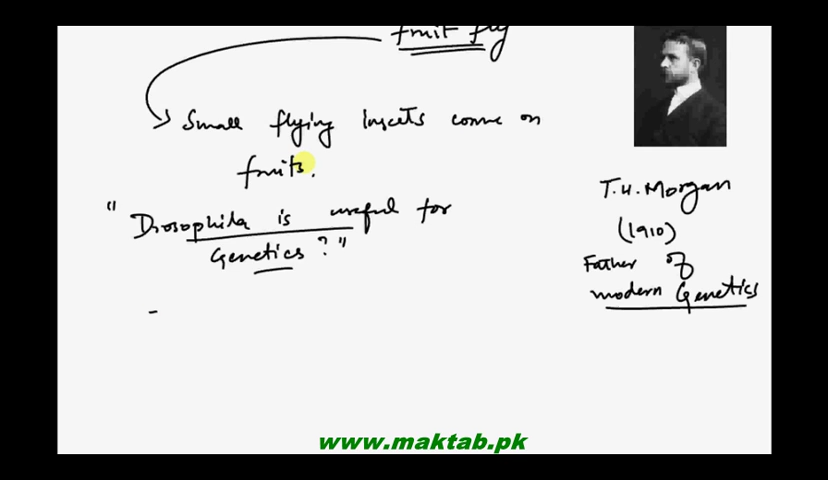 fruit fly
Small flying insects come on
fruits.
"Drosophila is useful for
Genetics?"
-
T.H.Morgan
(1910)
Father of
modern Genetics
www.maktab.pk